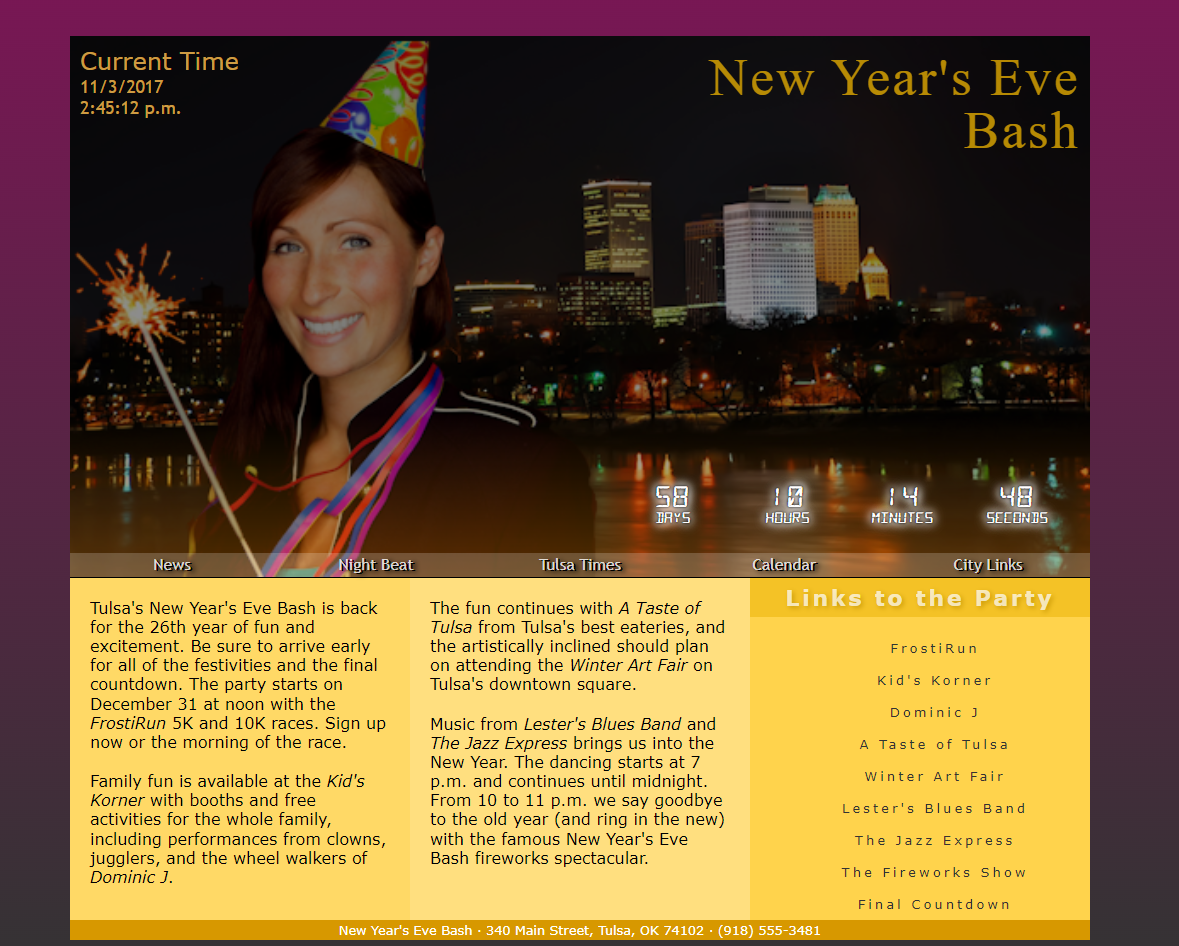 Current Time
11/3/2017
2:45:12 p.m.
New Year's Eve
Bash
58 10 14 48
DAYS HOURS MINUTES SECONDS
News Night Beat Tulsa Times Calendar City Links
Tulsa's New Year's Eve Bash is back
for the 26th year of fun and
excitement. Be sure to arrive early
for all of the festivities and the final
countdown. The party starts on
December 31 at noon with the
FrostiRun 5K and 10K races. Sign up
now or the morning of the race.
Family fun is available at the Kid's
Korner with booths and free
activities for the whole family,
including performances from clowns,
jugglers, and the wheel walkers of
Dominic J.
The fun continues with A Taste of
Tulsa from Tulsa's best eateries, and
the artistically inclined should plan
on attending the Winter Art Fair on
Tulsa's downtown square.
Music from Lester's Blues Band and
The Jazz Express brings us into the
New Year. The dancing starts at 7
p.m. and continues until midnight.
From 10 to 11 p.m. we say goodbye
to the old year (and ring in the new)
with the famous New Year's Eve
Bash fireworks spectacular.
Links to the Party
FrostiRun
Kid's Korner
Dominic J
A Taste of Tulsa
Winter Art Fair
Lester's Blues Band
The Jazz Express
The Fireworks Show
Final Countdown
New Year's Eve Bash · 340 Main Street, Tulsa, OK 74102 · (918) 555-3481